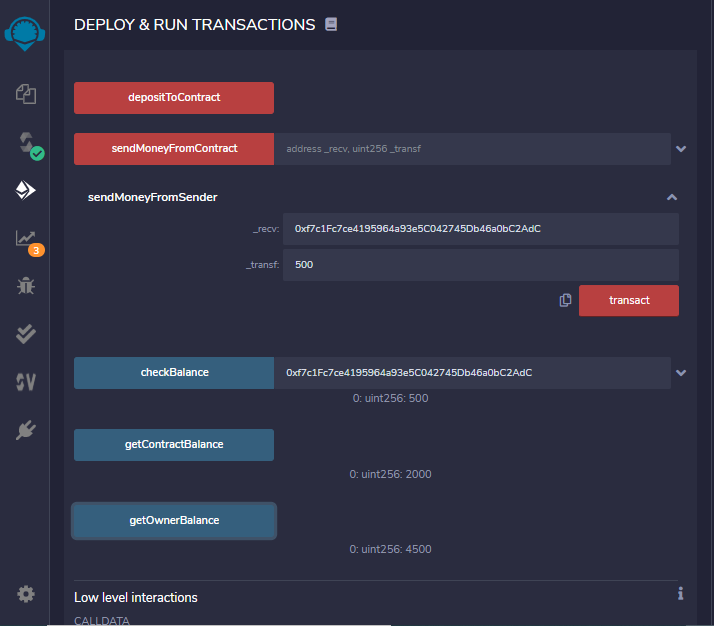 DEPLOY & RUN TRANSACTIONS
depositToContract
sendMoneyFromContract address _recv, uint256 _transf
sendMoneyFromSender
_recv: 0xf7c1Fc7ce4195964a93e5C042745Db46a0bC2AdC
_transf: 500
transact
checkBalance 0xf7c1Fc7ce4195964a93e5C042745Db46a0bC2AdC
0: uint256: 500
getContractBalance
0: uint256: 2000
getOwnerBalance
0: uint256: 4500
Low level interactions
CALLDATA
3